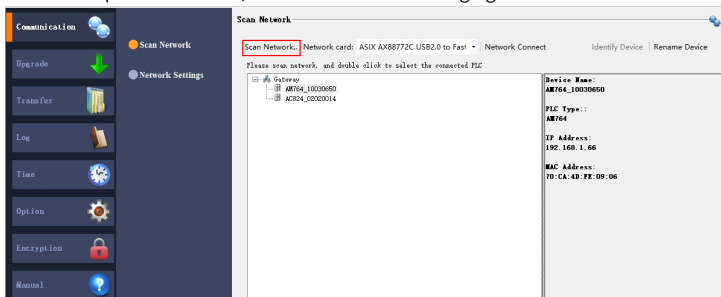 Communication
Upgrade
Transfer
Log
Time
Option
Encryption
Manual
Scan Network
Network Settings
Scan Network
Scan Network.. Network card: ASIX AX88772C USB2.0 to Fast Network Connect Identify Device Rename Device
Please scan network, and double click to select the connected PLC
Gateway
AM764_10030650
AC824_02020014
Device Name:
AM764_10030650
PLC Type::
AM764
IP Address:
192.168.1.66
MAC Address:
70:CA:4D:FE:09:06